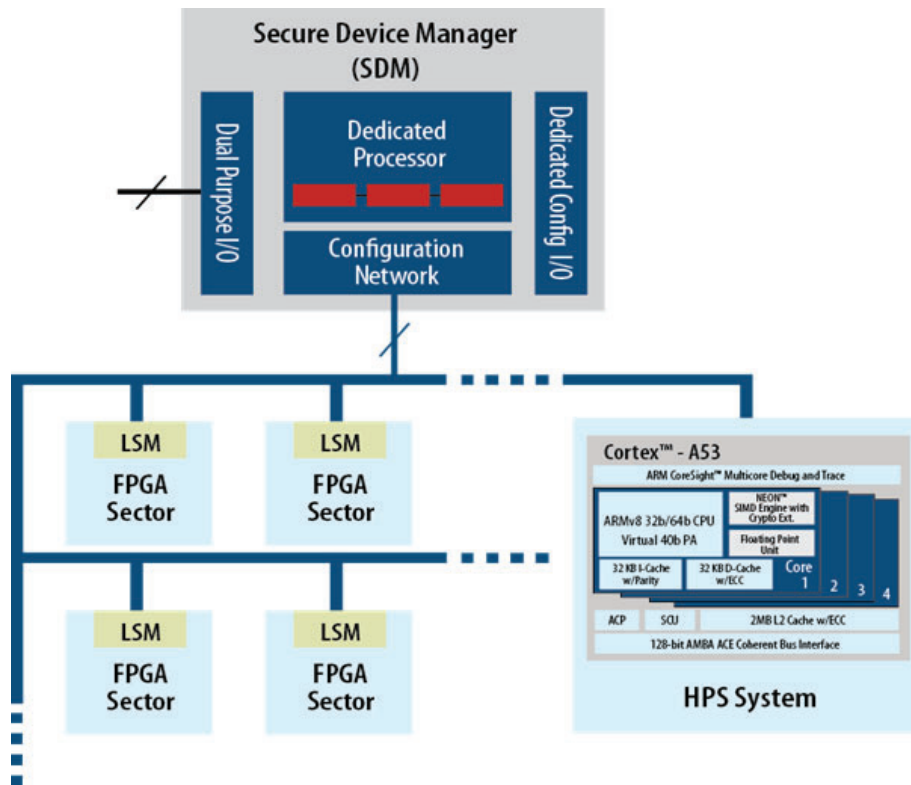 Secure Device Manager
(SDM)
Dual Purpose I/O
Dedicated
Processor
Configuration
Network
Dedicated Config I/O
LSM
FPGA
Sector
LSM
FPGA
Sector
LSM
FPGA
Sector
LSM
FPGA
Sector
Cortex™ - A53
ARM CoreSight™ Multicore Debug and Trace
ARMv8 32b/64b CPU
Virtual 40b PA
NEON™
SIMD Engine with
Crypto Ext.
Floating Point
Unit
32 KB I-Cache
w/Parity
32 KB D-Cache
w/ECC
Core
1
2
3
4
ACP
SCU
2MB L2 Cache w/ECC
128-bit AMBA ACE Coherent Bus Interface
HPS System